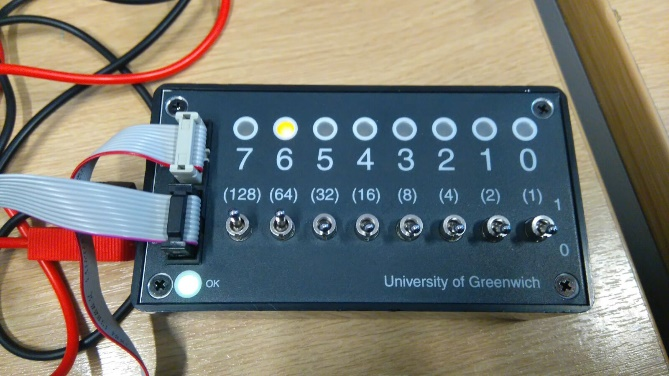 7 6 5 4 3 2 1 0
(128) (64) (32) (16) (8) (4) (2) (1)
1
0
OK
University of Greenwich